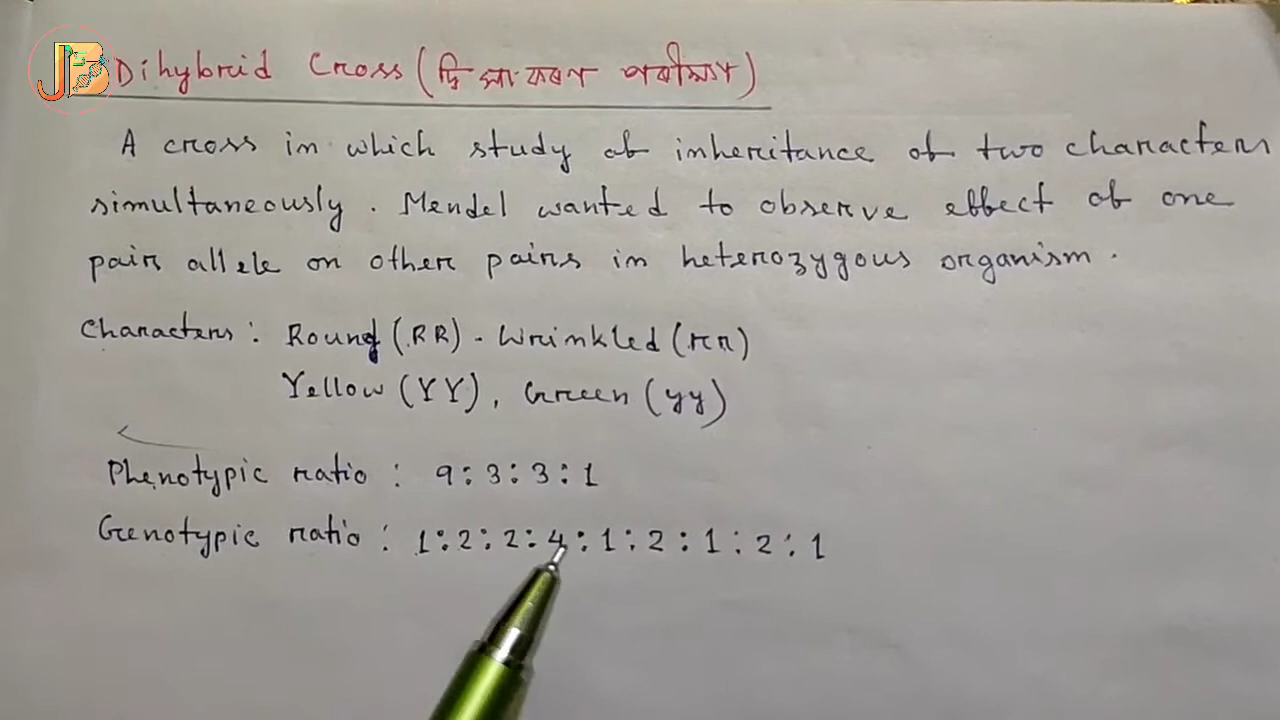 Dihybrid Cross (দ্বি সংকরণ পৰীক্ষণ)
A cross in which study of inheritance of two characters
simultaneously. Mendel wanted to observe effect of one
pair allele on other pairs in heterozygous organism.
Characters: Round (RR) - Wrinkled (rr)
Yellow (YY), Green (yy)
Phenotypic ratio : 9:3:3:1
Genotypic ratio : 1:2:2:4:1:2:1:2:1